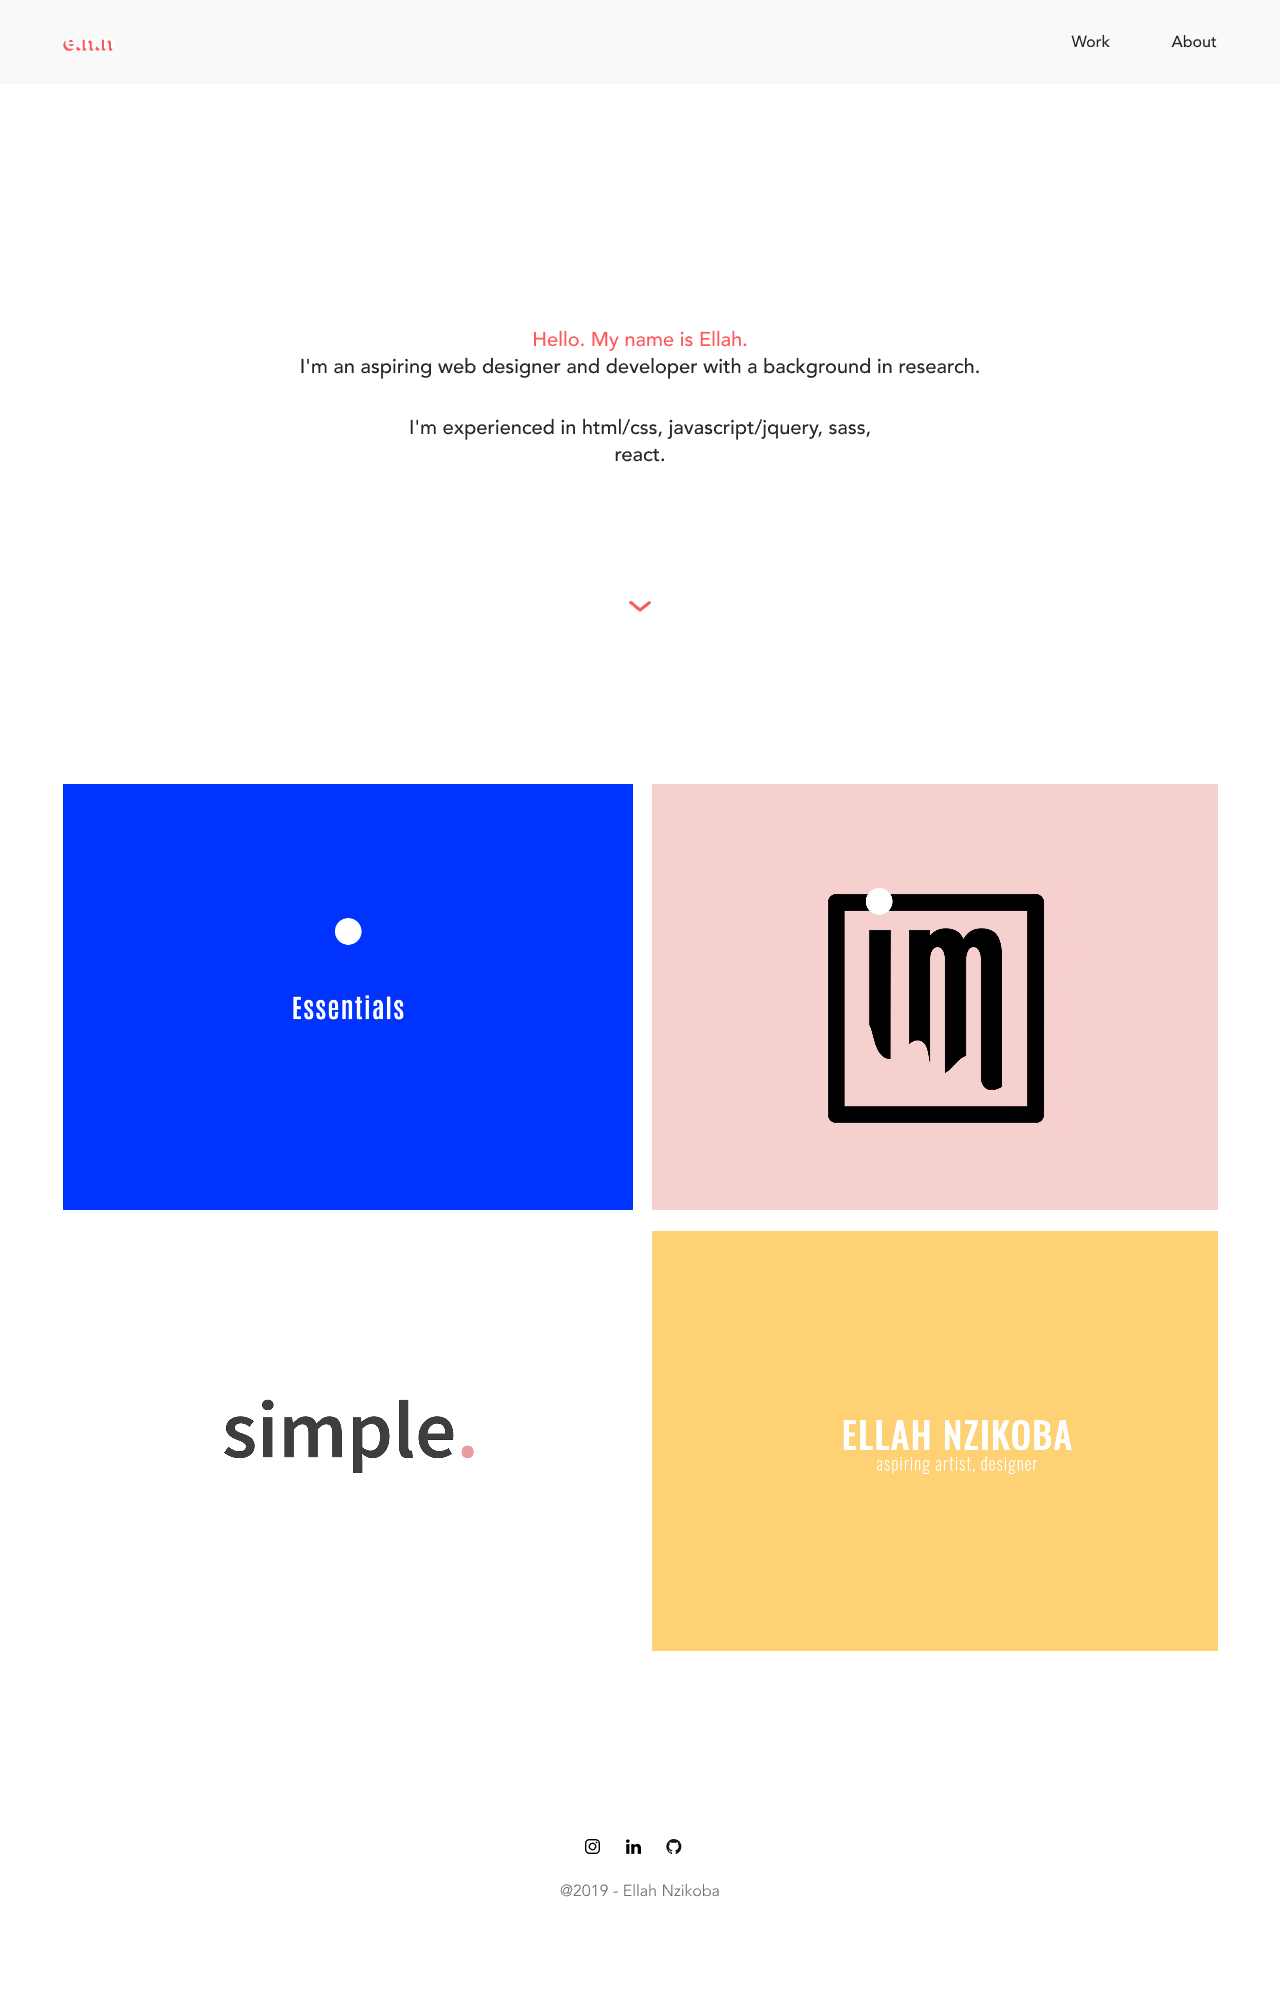 e.n.n
Work
About
Hello. My name is Ellah.
I'm an aspiring web designer and developer with a background in research.
I'm experienced in html/css, javascript/jquery, sass,
react.
Essentials
im
simple.
ELLAH NZIKOBA
aspiring artist, designer
in
@2019 - Ellah Nzikoba